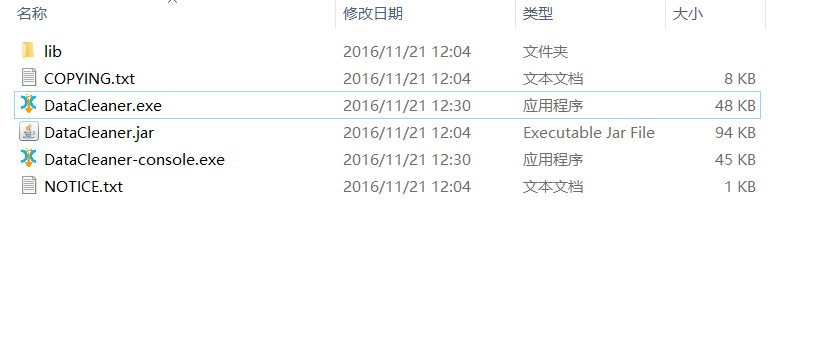 名称 修改日期 类型 大小
lib 2016/11/21 12:04 文件夹
COPYING.txt 2016/11/21 12:04 文本文档 8 KB
DataCleaner.exe 2016/11/21 12:30 应用程序 48 KB
DataCleaner.jar 2016/11/21 12:04 Executable Jar File 94 KB
DataCleaner-console.exe 2016/11/21 12:30 应用程序 45 KB
NOTICE.txt 2016/11/21 12:04 文本文档 1 KB